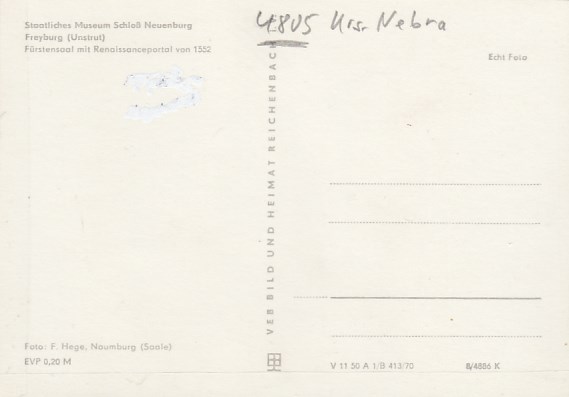 Staatliches Museum Schloß Neuenburg
Freyburg (Unstrut)
Fürstensaal mit Renaissanceportal von 1552
4805 Krsr Nebra
Echt Foto
VEB BILD UND HEIMAT REICHENBACH
Foto: F. Hege, Naumburg (Saale)
EVP 0,20 M
V 11 50 A 1/B 413/70
8/4886 K